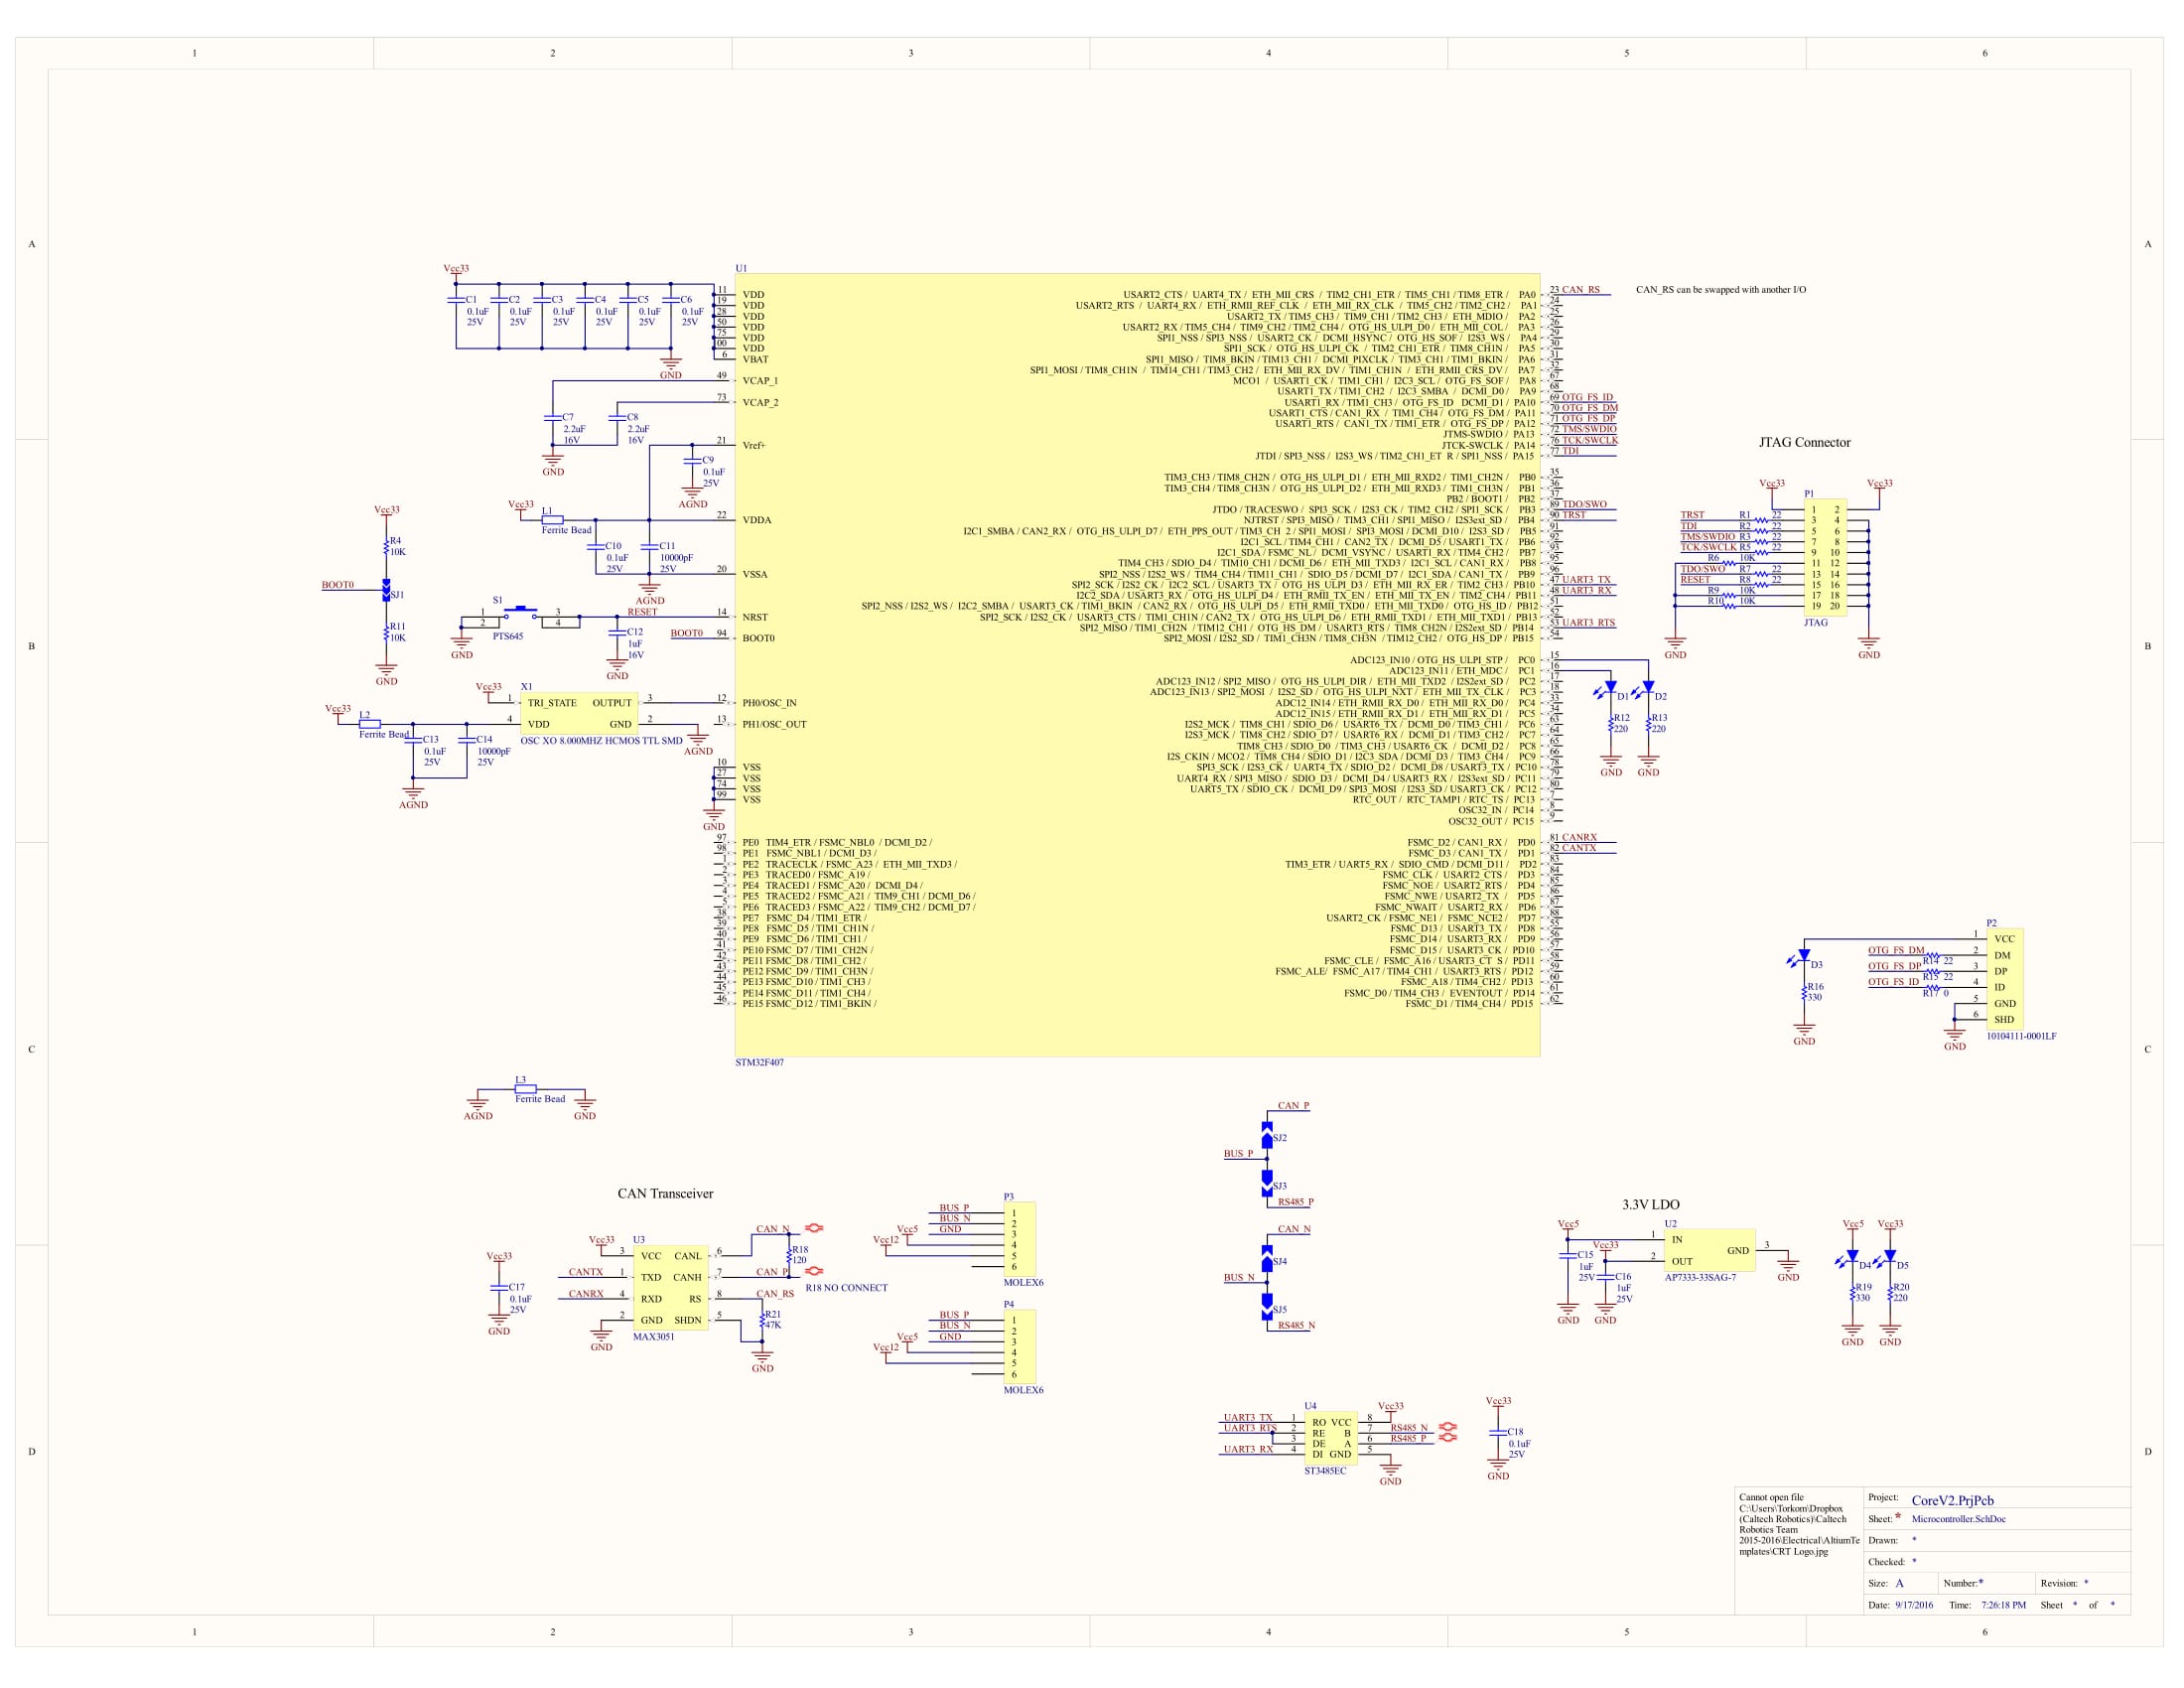 1 2 3 4 5 6
A A
B B
C C
D D
U1
STM32F407
Vcc33
C1 0.1uF 25V
C2 0.1uF 25V
C3 0.1uF 25V
C4 0.1uF 25V
C5 0.1uF 25V
C6 0.1uF 25V
GND
11 VDD
19 VDD
28 VDD
50 VDD
75 VDD
100 VDD
6 VBAT
49 VCAP_1
73 VCAP_2
C7 2.2uF 16V
C8 2.2uF 16V
GND
21 Vref+
C9 0.1uF 25V
AGND
Vcc33 L1 Ferrite Bead
22 VDDA
C10 0.1uF 25V
C11 10000pF 25V
20 VSSA
AGND
Vcc33
R4 10K
BOOT0 SJ1
R11 10K
GND
S1 1 2 3 4 PTS645
GND
RESET 14 NRST
C12 1uF 16V
GND
BOOT0 94 BOOT0
X1
Vcc33 1 TRI_STATE OUTPUT 3
4 VDD GND 2
OSC XO 8.000MHZ HCMOS TTL SMD
AGND
Vcc33 L2 Ferrite Bead
C13 0.1uF 25V
C14 10000pF 25V
AGND
12 PH0/OSC_IN
13 PH1/OSC_OUT
10 VSS
27 VSS
74 VSS
99 VSS
GND
97 PE0 TIM4_ETR / FSMC_NBL0 / DCMI_D2 /
98 PE1 FSMC_NBL1 / DCMI_D3 /
1 PE2 TRACECLK / FSMC_A23 / ETH_MII_TXD3 /
2 PE3 TRACED0 / FSMC_A19 /
3 PE4 TRACED1 / FSMC_A20 / DCMI_D4 /
4 PE5 TRACED2 / FSMC_A21 / TIM9_CH1 / DCMI_D6 /
5 PE6 TRACED3 / FSMC_A22 / TIM9_CH2 / DCMI_D7 /
38 PE7 FSMC_D4 / TIM1_ETR /
39 PE8 FSMC_D5 / TIM1_CH1N /
40 PE9 FSMC_D6 / TIM1_CH1 /
41 PE10 FSMC_D7 / TIM1_CH2N /
42 PE11 FSMC_D8 / TIM1_CH2 /
43 PE12 FSMC_D9 / TIM1_CH3N /
44 PE13 FSMC_D10 / TIM1_CH3 /
45 PE14 FSMC_D11 / TIM1_CH4 /
46 PE15 FSMC_D12 / TIM1_BKIN /
USART2_CTS / UART4_TX / ETH_MII_CRS / TIM2_CH1_ETR / TIM5_CH1 / TIM8_ETR / PA0 23 CAN_RS
CAN_RS can be swapped with another I/O
USART2_RTS / UART4_RX / ETH_RMII_REF_CLK / ETH_MII_RX_CLK / TIM5_CH2 / TIM2_CH2 / PA1 24
USART2_TX / TIM5_CH3 / TIM9_CH1 / TIM2_CH3 / ETH_MDIO / PA2 25
USART2_RX / TIM5_CH4 / TIM9_CH2 / TIM2_CH4 / OTG_HS_ULPI_D0 / ETH_MII_COL / PA3 26
SPI1_NSS / SPI3_NSS / USART2_CK / DCMI_HSYNC / OTG_HS_SOF / I2S3_WS / PA4 29
SPI1_SCK / OTG_HS_ULPI_CK / TIM2_CH1_ETR / TIM8_CH1N / PA5 30
SPI1_MISO / TIM8_BKIN / TIM13_CH1 / DCMI_PIXCLK / TIM3_CH1 / TIM1_BKIN / PA6 31
SPI1_MOSI / TIM8_CH1N / TIM14_CH1 / TIM3_CH2 / ETH_MII_RX_DV / TIM1_CH1N / ETH_RMII_CRS_DV / PA7 32
MCO1 / USART1_CK / TIM1_CH1 / I2C3_SCL / OTG_FS_SOF / PA8 67
USART1_TX / TIM1_CH2 / I2C3_SMBA / DCMI_D0 / PA9 68
USART1_RX / TIM1_CH3 / OTG_FS_ID DCMI_D1 / PA10 69 OTG_FS_ID
USART1_CTS / CAN1_RX / TIM1_CH4 / OTG_FS_DM / PA11 70 OTG_FS_DM
USART1_RTS / CAN1_TX / TIM1_ETR / OTG_FS_DP / PA12 71 OTG_FS_DP
JTMS-SWDIO / PA13 72 TMS/SWDIO
JTCK-SWCLK / PA14 76 TCK/SWCLK
JTDI / SPI3_NSS / I2S3_WS / TIM2_CH1_ET R / SPI1_NSS / PA15 77 TDI
TIM3_CH3 / TIM8_CH2N / OTG_HS_ULPI_D1 / ETH_MII_RXD2 / TIM1_CH2N / PB0 35
TIM3_CH4 / TIM8_CH3N / OTG_HS_ULPI_D2 / ETH_MII_RXD3 / TIM1_CH3N / PB1 36
PB2 / BOOT1 / PB2 37
JTDO / TRACESWO / SPI3_SCK / I2S3_CK / TIM2_CH2 / SPI1_SCK / PB3 89 TDO/SWO
NJTRST / SPI3_MISO / TIM3_CH1 / SPI1_MISO / I2S3ext_SD / PB4 90 TRST
I2C1_SMBA / CAN2_RX / OTG_HS_ULPI_D7 / ETH_PPS_OUT / TIM3_CH 2 / SPI1_MOSI / SPI3_MOSI / DCMI_D10 / I2S3_SD / PB5 91
I2C1_SCL / TIM4_CH1 / CAN2_TX / DCMI_D5 / USART1_TX / PB6 92
I2C1_SDA / FSMC_NL / DCMI_VSYNC / USART1_RX / TIM4_CH2 / PB7 93
TIM4_CH3 / SDIO_D4 / TIM10_CH1 / DCMI_D6 / ETH_MII_TXD3 / I2C1_SCL / CAN1_RX / PB8 95
SPI2_NSS / I2S2_WS / TIM4_CH4 / TIM11_CH1 / SDIO_D5 / DCMI_D7 / I2C1_SDA / CAN1_TX / PB9 96
SPI2_SCK / I2S2_CK / I2C2_SCL / USART3_TX / OTG_HS_ULPI_D3 / ETH_MII_RX_ER / TIM2_CH3 / PB10 47 UART3_TX
I2C2_SDA / USART3_RX / OTG_HS_ULPI_D4 / ETH_RMII_TX_EN / ETH_MII_TX_EN / TIM2_CH4 / PB11 48 UART3_RX
SPI2_NSS / I2S2_WS / I2C2_SMBA / USART3_CK / TIM1_BKIN / CAN2_RX / OTG_HS_ULPI_D5 / ETH_RMII_TXD0 / ETH_MII_TXD0 / OTG_HS_ID / PB12 51
SPI2_SCK / I2S2_CK / USART3_CTS / TIM1_CH1N / CAN2_TX / OTG_HS_ULPI_D6 / ETH_RMII_TXD1 / ETH_MII_TXD1 / PB13 52
SPI2_MISO / TIM1_CH2N / TIM12_CH1 / OTG_HS_DM / USART3_RTS / TIM8_CH2N / I2S2ext_SD / PB14 53 UART3_RTS
SPI2_MOSI / I2S2_SD / TIM1_CH3N / TIM8_CH3N / TIM12_CH2 / OTG_HS_DP / PB15 54
ADC123_IN10 / OTG_HS_ULPI_STP / PC0 15
ADC123_IN11 / ETH_MDC / PC1 16
ADC123_IN12 / SPI2_MISO / OTG_HS_ULPI_DIR / ETH_MII_TXD2 / I2S2ext_SD / PC2 17
ADC123_IN13 / SPI2_MOSI / I2S2_SD / OTG_HS_ULPI_NXT / ETH_MII_TX_CLK / PC3 18
ADC12_IN14 / ETH_RMII_RX_D0 / ETH_MII_RX_D0 / PC4 33
ADC12_IN15 / ETH_RMII_RX_D1 / ETH_MII_RX_D1 / PC5 34
I2S2_MCK / TIM8_CH1 / SDIO_D6 / USART6_TX / DCMI_D0 / TIM3_CH1 / PC6 63
I2S3_MCK / TIM8_CH2 / SDIO_D7 / USART6_RX / DCMI_D1 / TIM3_CH2 / PC7 64
TIM8_CH3 / SDIO_D0 / TIM3_CH3 / USART6_CK / DCMI_D2 / PC8 65
I2S_CKIN / MCO2 / TIM8_CH4 / SDIO_D1 / I2C3_SDA / DCMI_D3 / TIM3_CH4 / PC9 66
SPI3_SCK / I2S3_CK / UART4_TX / SDIO_D2 / DCMI_D8 / USART3_TX / PC10 78
UART4_RX / SPI3_MISO / SDIO_D3 / DCMI_D4 / USART3_RX / I2S3ext_SD / PC11 79
UART5_TX / SDIO_CK / DCMI_D9 / SPI3_MOSI / I2S3_SD / USART3_CK / PC12 80
RTC_OUT / RTC_TAMP1 / RTC_TS / PC13 7
OSC32_IN / PC14 8
OSC32_OUT / PC15 9
FSMC_D2 / CAN1_RX / PD0 81 CANRX
FSMC_D3 / CAN1_TX / PD1 82 CANTX
TIM3_ETR / UART5_RX / SDIO_CMD / DCMI_D11 / PD2 83
FSMC_CLK / USART2_CTS / PD3 84
FSMC_NOE / USART2_RTS / PD4 85
FSMC_NWE / USART2_TX / PD5 86
FSMC_NWAIT / USART2_RX / PD6 87
USART2_CK / FSMC_NE1 / FSMC_NCE2 / PD7 88
FSMC_D13 / USART3_TX / PD8 55
FSMC_D14 / USART3_RX / PD9 56
FSMC_D15 / USART3_CK / PD10 57
FSMC_CLE / FSMC_A16 / USART3_CT S / PD11 58
FSMC_ALE/ FSMC_A17 / TIM4_CH1 / USART3_RTS / PD12 59
FSMC_A18 / TIM4_CH2 / PD13 60
FSMC_D0 / TIM4_CH3 / EVENTOUT / PD14 61
FSMC_D1 / TIM4_CH4 / PD15 62
D1 R12 220 GND
D2 R13 220 GND
JTAG Connector
Vcc33 P1 Vcc33
1 2
TRST R1 22 3 4
TDI R2 22 5 6
TMS/SWDIO R3 22 7 8
TCK/SWCLK R5 22 9 10
R6 10K 11 12
TDO/SWO R7 22 13 14
RESET R8 22 15 16
R9 10K 17 18
R10 10K 19 20
JTAG
GND GND
P2
1 VCC
OTG_FS_DM R14 22 2 DM
OTG_FS_DP R15 22 3 DP
OTG_FS_ID R17 0 4 ID
5 GND
6 SHD
10104111-0001LF
GND
D3 R16 330 GND
L3 Ferrite Bead
AGND GND
CAN Transceiver
Vcc33 C17 0.1uF 25V GND
U3
Vcc33 3 VCC CANL 6 CAN_N
CANTX 1 TXD CANH 7 CAN_P
CANRX 4 RXD RS 8 CAN_RS
2 GND SHDN 5
MAX3051
GND
R18 120
R18 NO CONNECT
R21 47K
GND
P3
BUS_P 1
BUS_N 2
GND 3
Vcc5 4
Vcc12 5
6
MOLEX6
P4
BUS_P 1
BUS_N 2
GND 3
Vcc5 4
Vcc12 5
6
MOLEX6
CAN_P
SJ2
BUS_P
SJ3
RS485_P
CAN_N
SJ4
BUS_N
SJ5
RS485_N
3.3V LDO
Vcc5 U2
1 IN GND 3
Vcc33 2 OUT
AP7333-33SAG-7
C15 1uF 25V GND
C16 1uF 25V GND
GND
Vcc5 D4 R19 330 GND
Vcc33 D5 R20 220 GND
U4
UART3_TX 1 RO VCC 8 Vcc33
UART3_RTS 2 RE B 7 RS485_N
3 DE A 6 RS485_P
UART3_RX 4 DI GND 5
ST3485EC
GND
Vcc33 C18 0.1uF 25V GND
Cannot open file
C:\Users\Torkom\Dropbox
(Caltech Robotics)\Caltech
Robotics Team
2015-2016\Electrical\AltiumTe
mplates\CRT Logo.jpg
Project: CoreV2.PrjPcb
Sheet: * Microcontroller.SchDoc
Drawn: *
Checked: *
Size: A Number:* Revision: *
Date: 9/17/2016 Time: 7:26:18 PM Sheet * of *
1 2 3 4 5 6